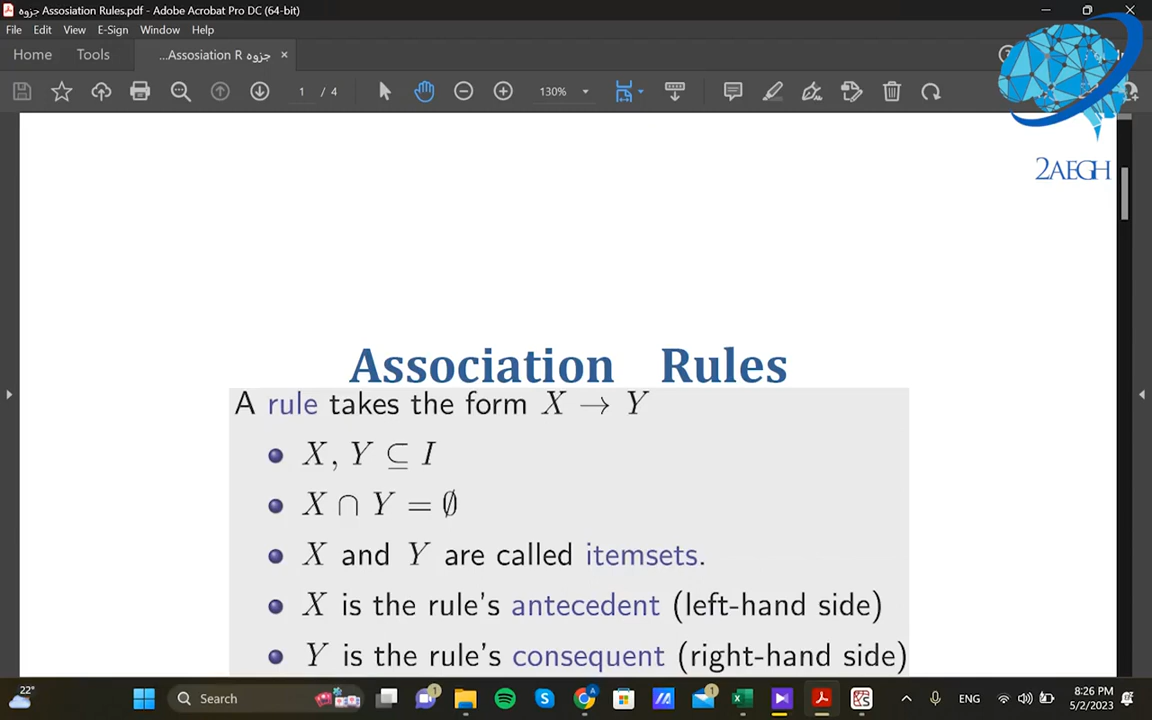 جزوه Assosiation Rules.pdf - Adobe Acrobat Pro DC (64-bit)
File Edit View E-Sign Window Help
Home Tools ...Assosiation R جزوه ×
1 / 4 130%
2AEGH
Association Rules
A rule takes the form X → Y
X, Y ⊆ I
X ∩ Y = ∅
X and Y are called itemsets.
X is the rule's antecedent (left-hand side)
Y is the rule's consequent (right-hand side)
22° Search ENG 8:26 PM
5/2/2023